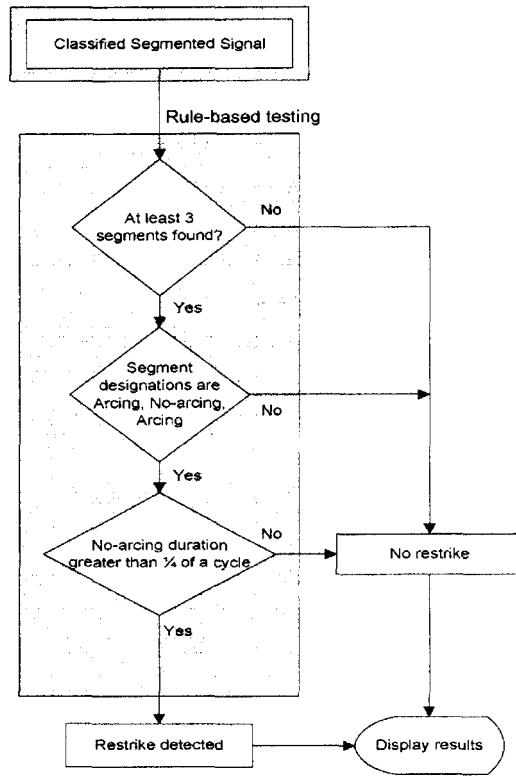 Classified Segmented Signal
Rule-based testing
At least 3
segments found?
No
Yes
Segment
designations are
Arcing, No-arcing,
Arcing
No
Yes
No-arcing duration
greater than ¼ of a cycle
No
No restrike
Yes
Restrike detected
Display results